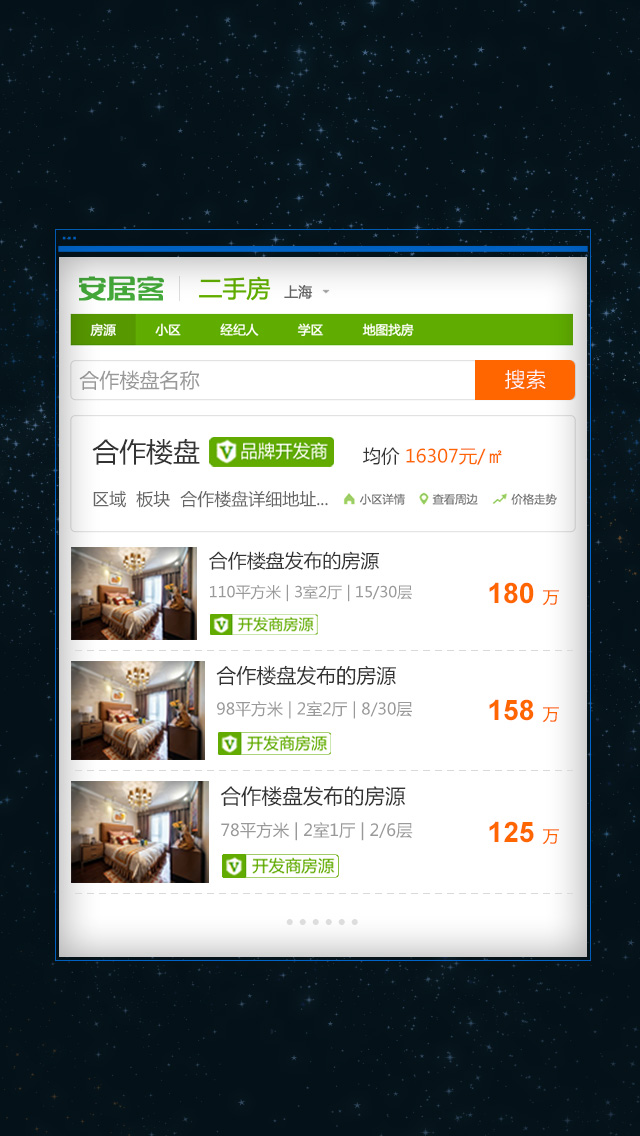 安居客 二手房 上海
房源 小区 经纪人 学区 地图找房
合作楼盘名称 搜索
合作楼盘 V 品牌开发商 均价 16307元/㎡
区域 板块 合作楼盘详细地址... 小区详情 查看周边 价格走势
合作楼盘发布的房源
110平方米 | 3室2厅 | 15/30层
180 万
V 开发商房源
合作楼盘发布的房源
98平方米 | 2室2厅 | 8/30层
158 万
V 开发商房源
合作楼盘发布的房源
78平方米 | 2室1厅 | 2/6层
125 万
V 开发商房源